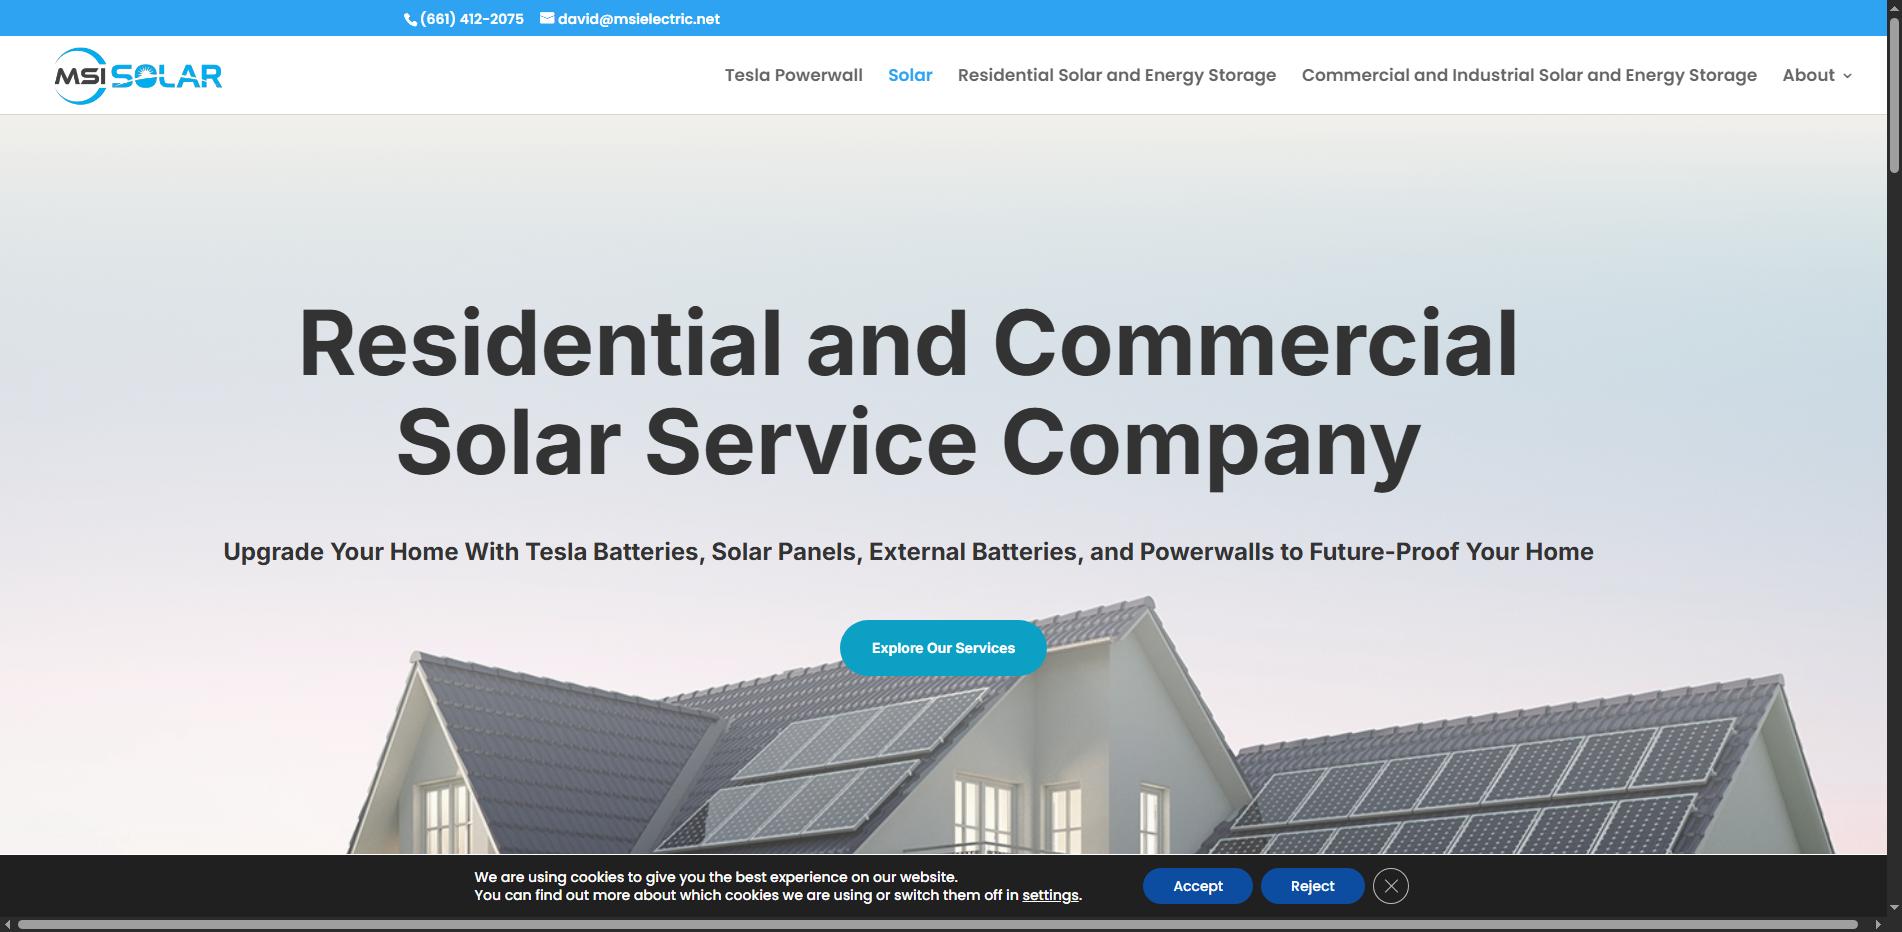 (661) 412-2075 david@msielectric.net
MSI SOLAR
Tesla Powerwall Solar Residential Solar and Energy Storage Commercial and Industrial Solar and Energy Storage About
Residential and Commercial
Solar Service Company
Upgrade Your Home With Tesla Batteries, Solar Panels, External Batteries, and Powerwalls to Future-Proof Your Home
Explore Our Services
We are using cookies to give you the best experience on our website.
You can find out more about which cookies we are using or switch them off in settings.
Accept Reject